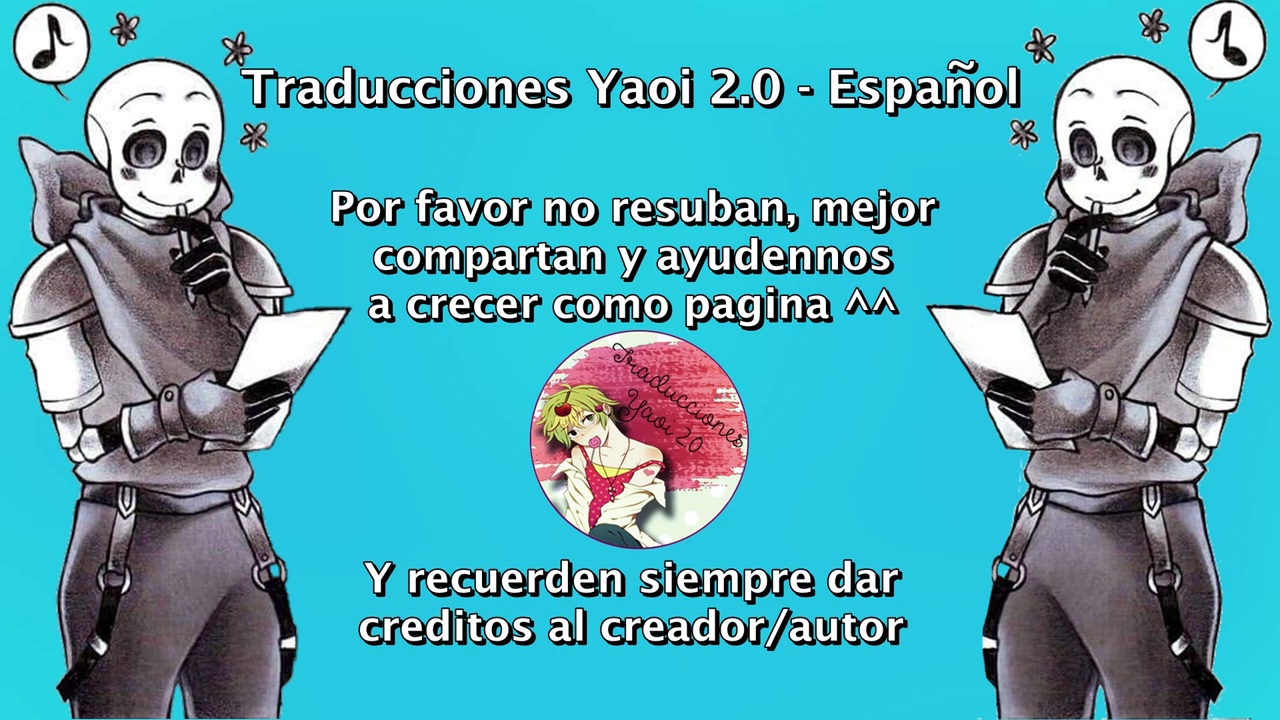 Traducciones Yaoi 2.0 - Español
Por favor no resuban, mejor
compartan y ayudennos
a crecer como pagina ^^
Traducciones
Yaoi 2.0
Y recuerden siempre dar
creditos al creador/autor